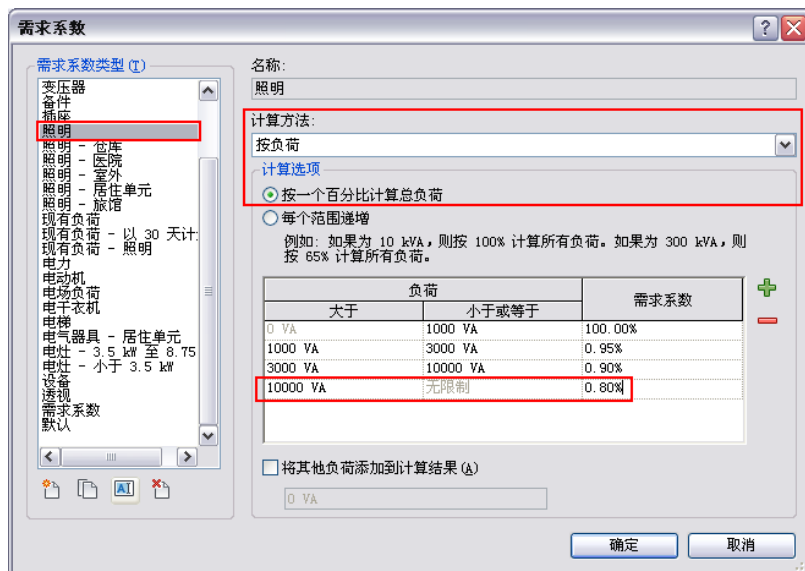 需求系数
需求系数类型(T)
变压器
备件
插座
照明
照明 - 仓库
照明 - 医院
照明 - 室外
照明 - 居住单元
照明 - 旅馆
现有负荷
现有负荷 - 以 30 天计
现有负荷 - 照明
电力
电动机
电场负荷
电干衣机
电梯
电气器具 - 居住单元
电灶 - 3.5 kW 至 8.75
电灶 - 小于 3.5 kW
设备
透视
需求系数
默认
AI
名称:
照明
计算方法:
按负荷
计算选项
按一个百分比计算总负荷
每个范围递增
例如: 如果为 10 kVA，则按 100% 计算所有负荷。如果为 300 kVA，则
按 65% 计算所有负荷。
负荷 需求系数
大于 小于或等于
0 VA 1000 VA 100.00%
1000 VA 3000 VA 0.95%
3000 VA 10000 VA 0.90%
10000 VA 无限制 0.80%
将其他负荷添加到计算结果(A)
0 VA
确定 取消